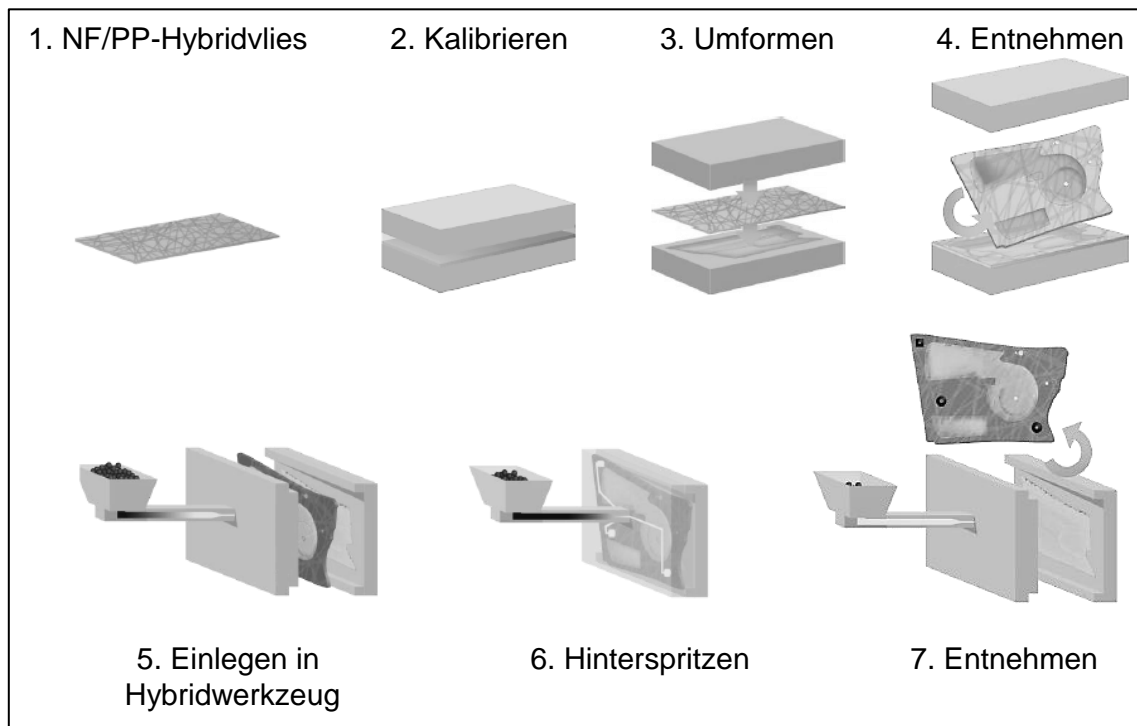 1. NF/PP-Hybridvlies
2. Kalibrieren
3. Umformen
4. Entnehmen
5. Einlegen in
Hybridwerkzeug
6. Hinterspritzen
7. Entnehmen